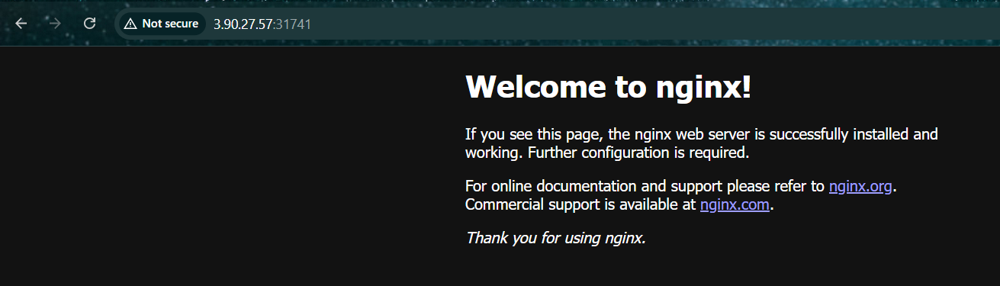 Not secure 3.90.27.57:31741
Welcome to nginx!
If you see this page, the nginx web server is successfully installed and
working. Further configuration is required.
For online documentation and support please refer to nginx.org.
Commercial support is available at nginx.com.
Thank you for using nginx.